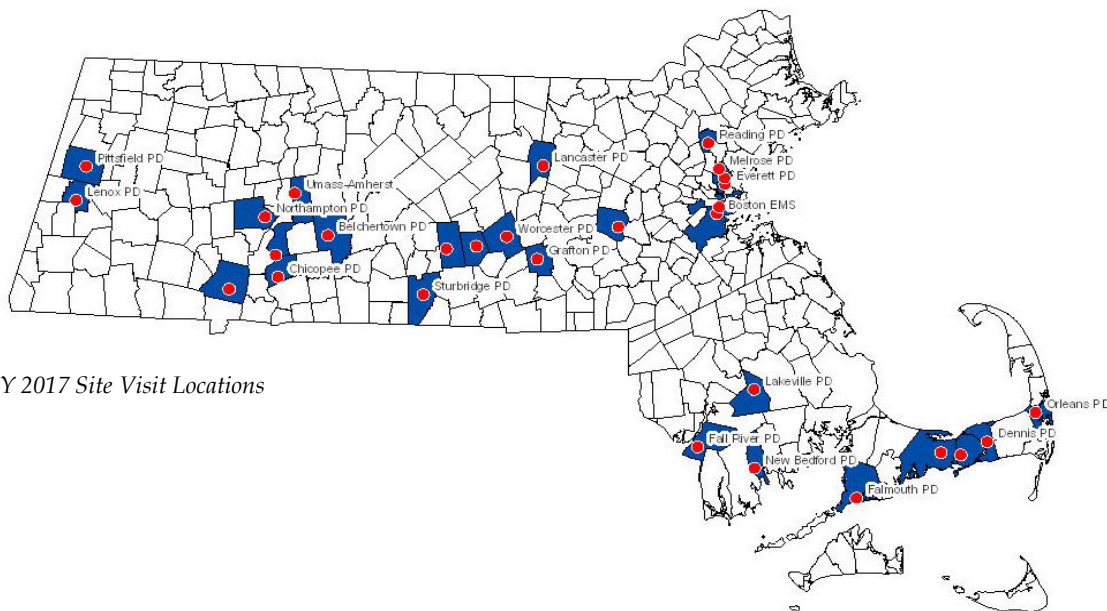 Reading PD
Pittsfield PD
Lancaster PD
Melrose PD
Everett PD
Lenox PD
Umass-Amherst
Northampton PD
Boston EMS
Belchertown PD
Worcester PD
Grafton PD
Chicopee PD
Sturbridge PD
Y 2017 Site Visit Locations
Lakeville PD
Orleans PD
Fall River PD
Dennis PD
New Bedford PD
Falmouth PD